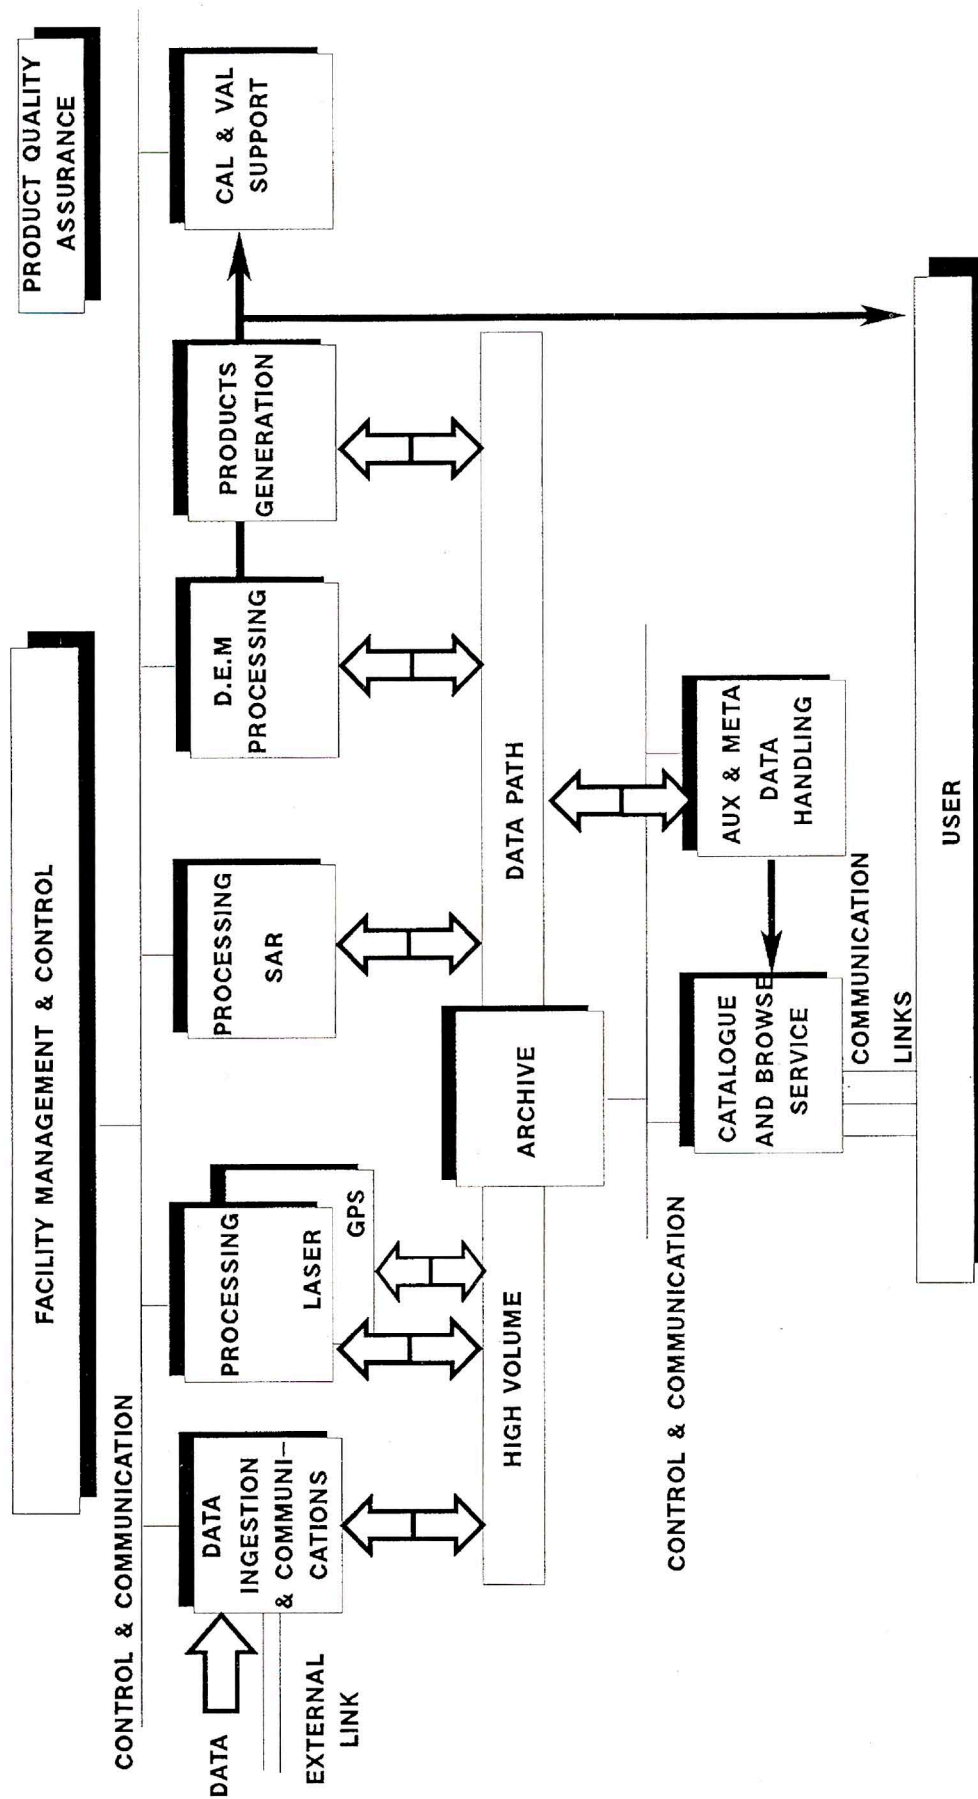 FACILITY MANAGEMENT & CONTROL
PRODUCT QUALITY
ASSURANCE
CONTROL & COMMUNICATION
DATA
EXTERNAL
LINK
DATA
INGESTION
& COMMUNI–
CATIONS
PROCESSING
LASER
GPS
PROCESSING
SAR
D.E.M
PROCESSING
PRODUCTS
GENERATION
CAL & VAL
SUPPORT
HIGH VOLUME
ARCHIVE
DATA PATH
CONTROL & COMMUNICATION
CATALOGUE
AND BROWSE
SERVICE
AUX & META
DATA
HANDLING
COMMUNICATION
LINKS
USER